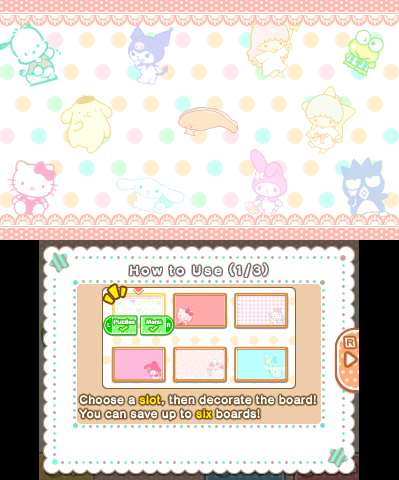 How to Use (1/3)
L Puzzles Menu R
Choose a slot, then decorate the board!
You can save up to six boards!
R